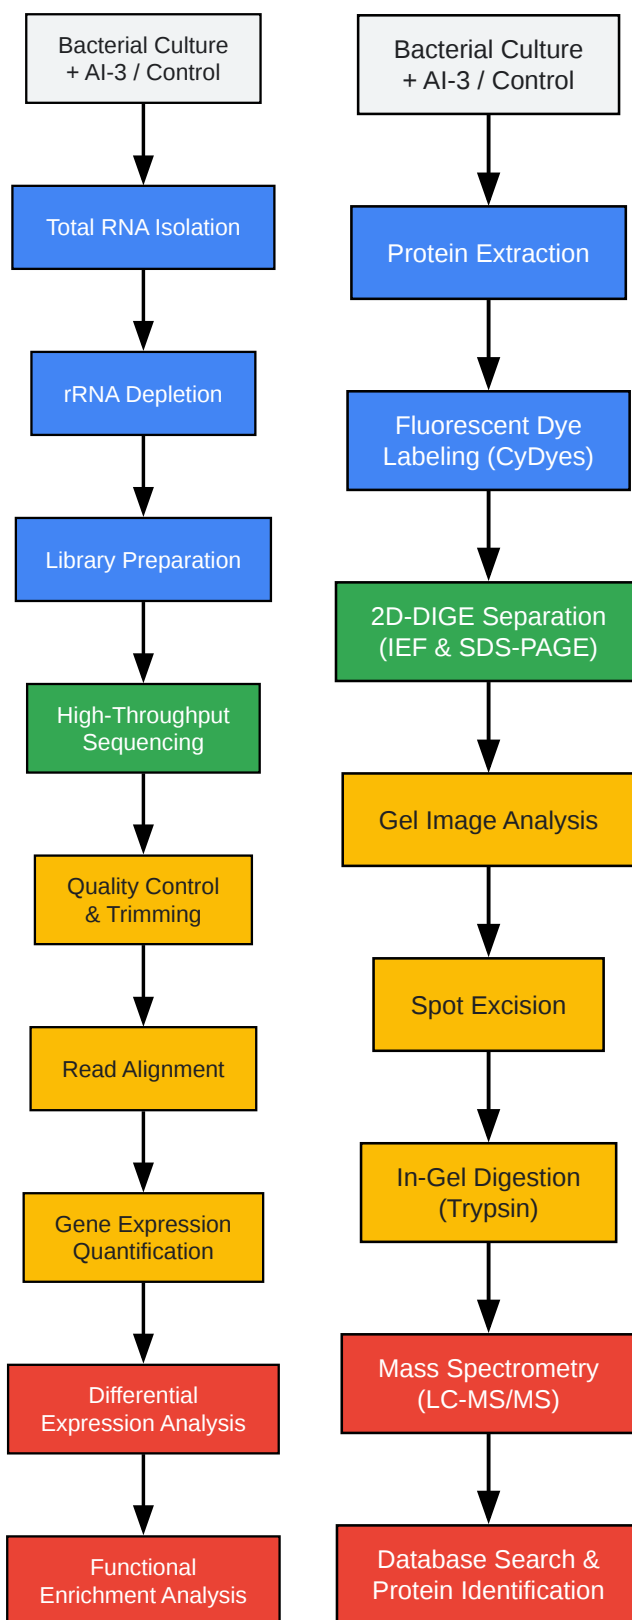 Bacterial Culture
+ AI-3 / Control
Total RNA Isolation
rRNA Depletion
Library Preparation
High-Throughput
Sequencing
Quality Control
& Trimming
Read Alignment
Gene Expression
Quantification
Differential
Expression Analysis
Functional
Enrichment Analysis
Bacterial Culture
+ AI-3 / Control
Protein Extraction
Fluorescent Dye
Labeling (CyDyes)
2D-DIGE Separation
(IEF & SDS-PAGE)
Gel Image Analysis
Spot Excision
In-Gel Digestion
(Trypsin)
Mass Spectrometry
(LC-MS/MS)
Database Search &
Protein Identification